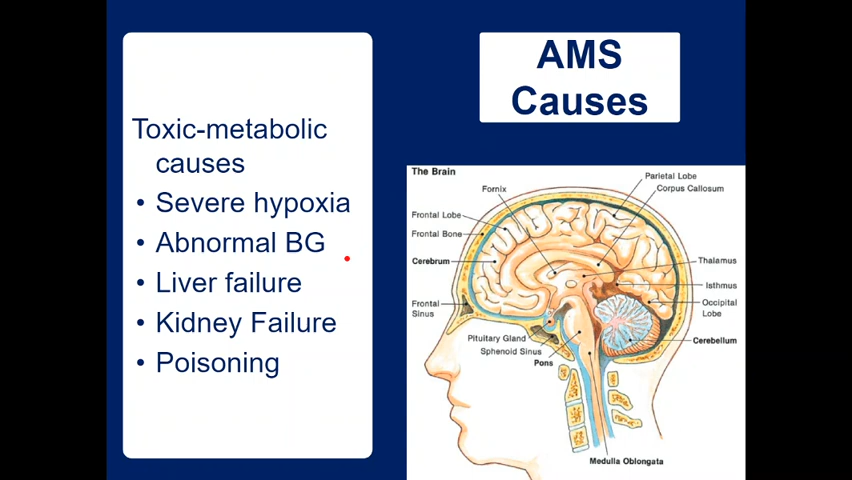 AMS
Causes
Toxic-metabolic
causes
• Severe hypoxia
• Abnormal BG
• Liver failure
• Kidney Failure
• Poisoning
The Brain
Parietal Lobe
Corpus Callosum
Fornix
Frontal Lobe
Frontal Bone
Cerebrum
Thalamus
Isthmus
Occipital
Lobe
Frontal
Sinus
Pituitary Gland
Sphenoid Sinus
Pons
Cerebellum
Medulla Oblongata